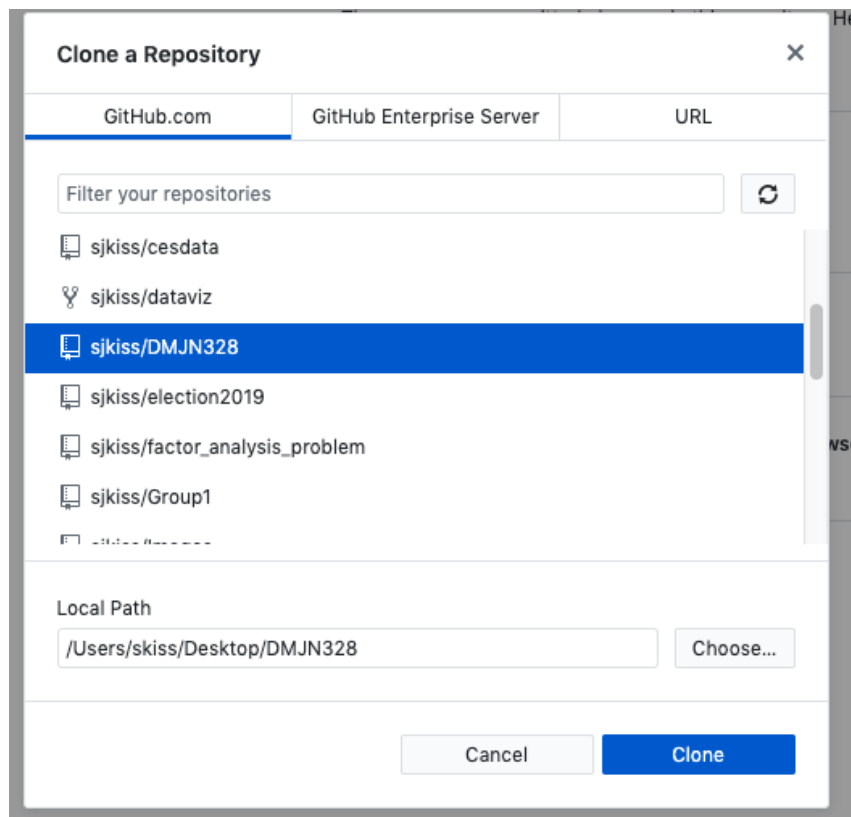 Clone a Repository
GitHub.com
GitHub Enterprise Server
URL
Filter your repositories
sjkiss/cesdata
sjkiss/dataviz
sjkiss/DMJN328
sjkiss/election2019
sjkiss/factor_analysis_problem
sjkiss/Group1
Local Path
/Users/skiss/Desktop/DMJN328
Choose...
Cancel
Clone